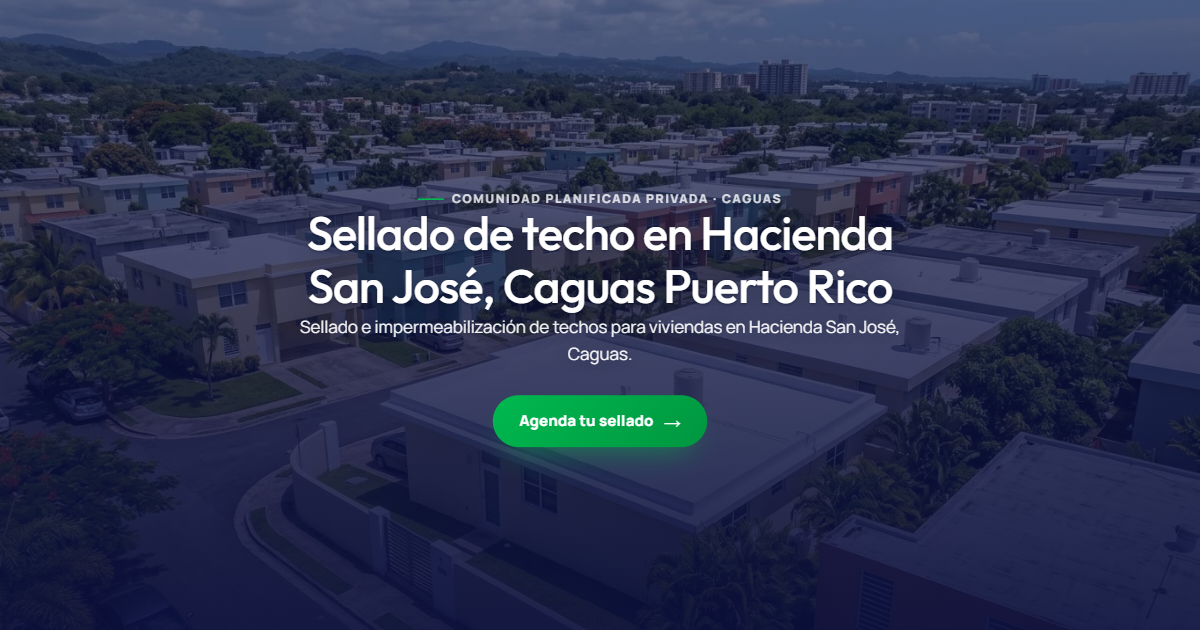 COMUNIDAD PLANIFICADA PRIVADA · CAGUAS
Sellado de techo en Hacienda
San José, Caguas Puerto Rico
Sellado e impermeabilización de techos para viviendas en Hacienda San José,
Caguas.
Agenda tu sellado →